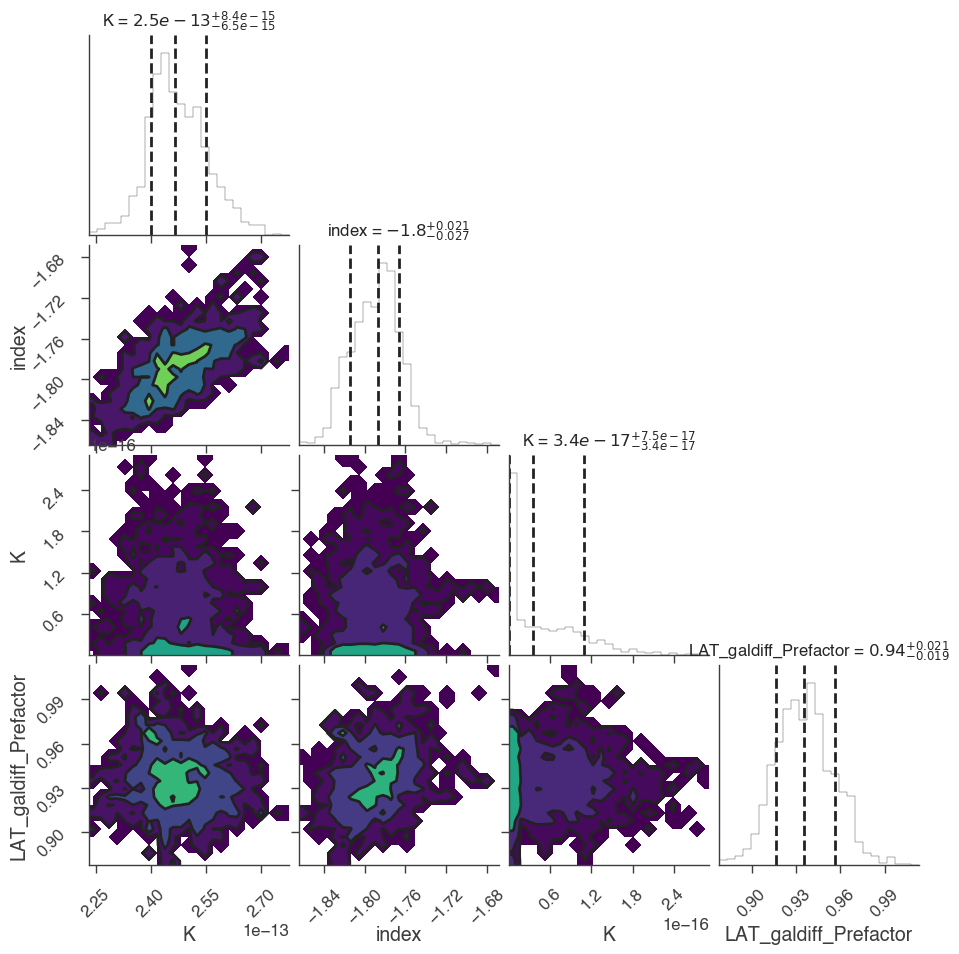 K = 2.5e−13 +8.4e−15 −6.5e−15
index = −1.8 +0.021 −0.027
−1.68
−1.72
−1.76
−1.80
−1.84
index
1e−16
K = 3.4e−17 +7.5e−17 −3.4e−17
2.4
1.8
1.2
0.6
K
LAT_galdiff_Prefactor = 0.94 +0.021 −0.019
0.99
0.96
0.93
0.90
LAT_galdiff_Prefactor
2.25 2.40 2.55 2.70
−1.84 −1.80 −1.76 −1.72 −1.68
0.6 1.2 1.8 2.4
0.90 0.93 0.96 0.99
1e−13
1e−16
K index K LAT_galdiff_Prefactor